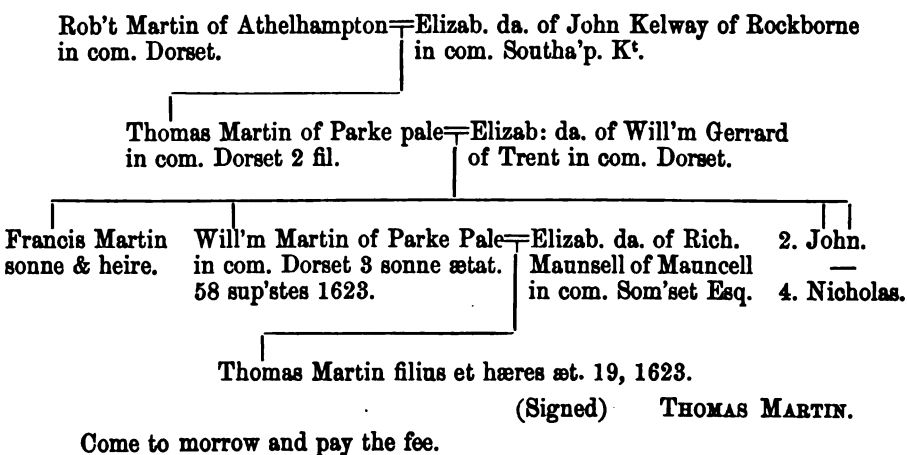 Rob't Martin of Athelhampton Elizab. da. of John Kelway of Rockborne
in com. Dorset. in com. Southa'p. Kt.
Thomas Martin of Parke pale Elizab: da. of Will'm Gerrard
in com. Dorset 2 fil. of Trent in com. Dorset.
Francis Martin Will'm Martin of Parke Pale Elizab. da. of Rich. 2. John.
sonne & heire. in com. Dorset 3 sonne ætat. Maunsell of Mauncell
58 sup'stes 1623. in com. Som'set Esq. 4. Nicholas.
Thomas Martin filius et hæres æt. 19, 1623.
(Signed) THOMAS MARTIN.
Come to morrow and pay the fee.